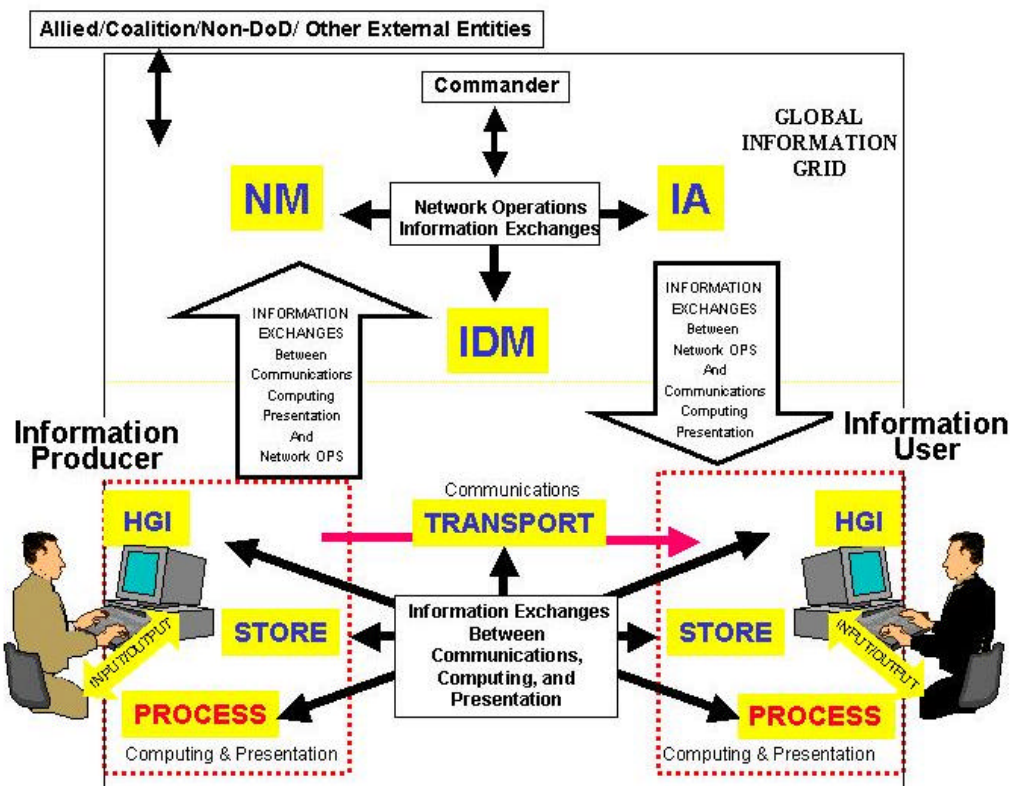 Allied/Coalition/Non-DoD/ Other External Entities
Commander
GLOBAL
INFORMATION
GRID
NM
Network Operations
Information Exchanges
IA
IDM
INFORMATION
EXCHANGES
Between
Communications
Computing
Presentation
And
Network OPS
INFORMATION
EXCHANGES
Between
Network OPS
And
Communications
Computing
Presentation
Information
Producer
Information
User
HGI
Communications
TRANSPORT
HGI
STORE
Information Exchanges
Between
Communications,
Computing, and
Presentation
STORE
INPUT/OUTPUT
INPUT/OUTPUT
PROCESS
PROCESS
Computing & Presentation
Computing & Presentation